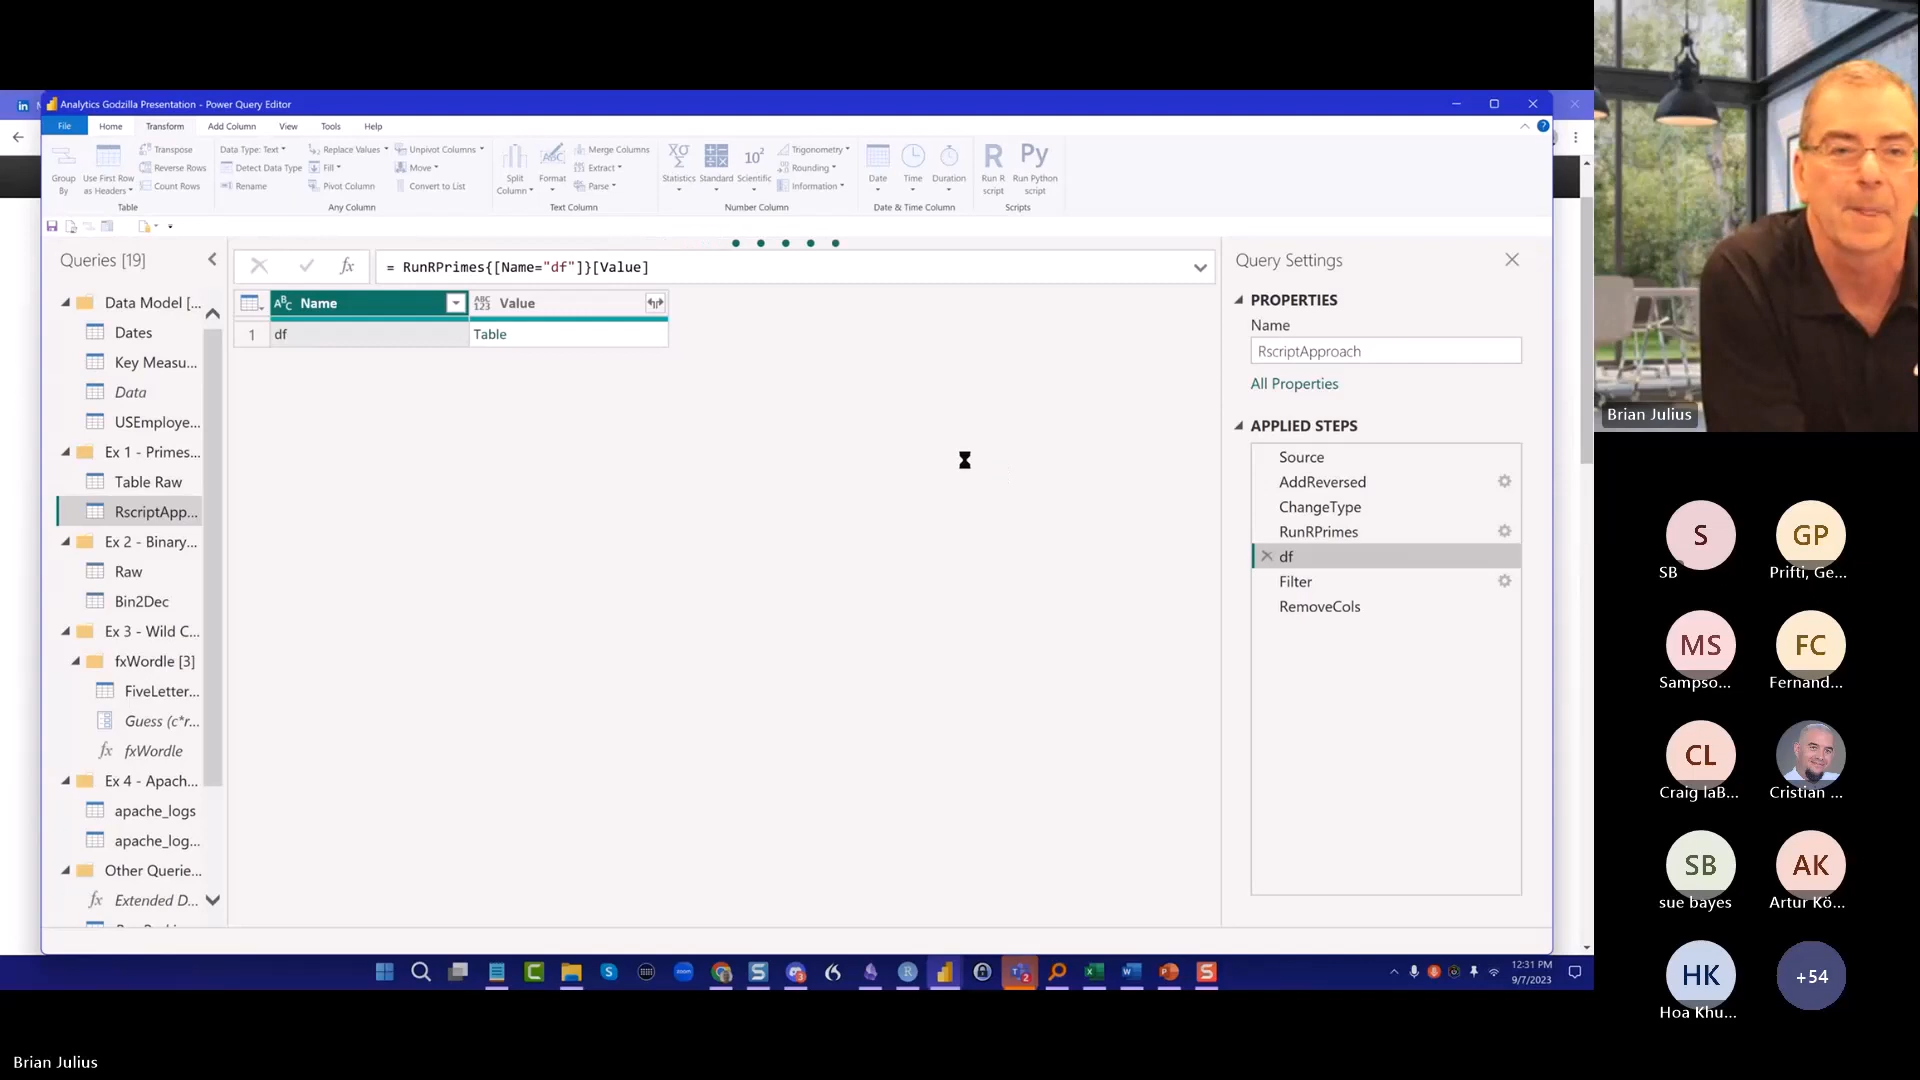 Analytics Godzilla Presentation - Power Query Editor
File Home Transform Add Column View Tools Help
Group By
Use First Row as Headers
Transpose
Reverse Rows
Count Rows
Table
Data Type: Text
Detect Data Type
Rename
Replace Values
Fill
Pivot Column
Unpivot Columns
Move
Convert to List
Any Column
Split Column
Format
Merge Columns
Extract
Parse
Text Column
Statistics
Standard
Scientific
Trigonometry
Rounding
Information
Number Column
Date
Time
Duration
Date & Time Column
Run R script
Run Python script
Scripts
Queries [19]
Data Model [...
Dates
Key Measu...
Data
USEmploye...
Ex 1 - Primes...
Table Raw
RscriptApp...
Ex 2 - Binary...
Raw
Bin2Dec
Ex 3 - Wild C...
fxWordle [3]
FiveLetter...
Guess (c*r...
fxWordle
Ex 4 - Apach...
apache_logs
apache_log...
Other Querie...
Extended D...
= RunRPrimes{[Name="df"]}[Value]
Name Value
1 df Table
Query Settings
PROPERTIES
Name
RscriptApproach
All Properties
APPLIED STEPS
Source
AddReversed
ChangeType
RunRPrimes
df
Filter
RemoveCols
12:31 PM
9/7/2023
Brian Julius
S
SB
GP
Prifti, Ge...
MS
Sampso...
FC
Fernand...
CL
Craig laB...
Cristian ...
SB
sue bayes
AK
Artur Kö...
HK
Hoa Khu...
+54
Brian Julius